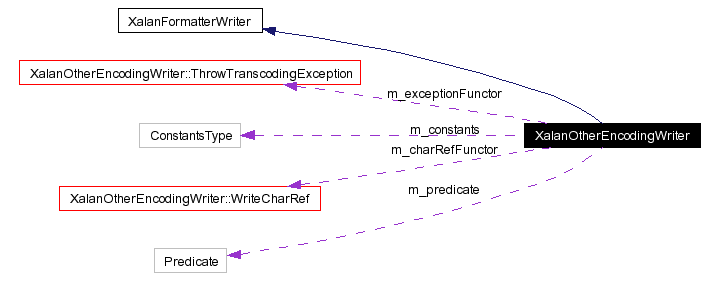 XalanFormatterWriter
XalanOtherEncodingWriter::ThrowTranscodingException
m_exceptionFunctor
ConstantsType
m_constants
XalanOtherEncodingWriter
m_charRefFunctor
XalanOtherEncodingWriter::WriteCharRef
m_predicate
Predicate